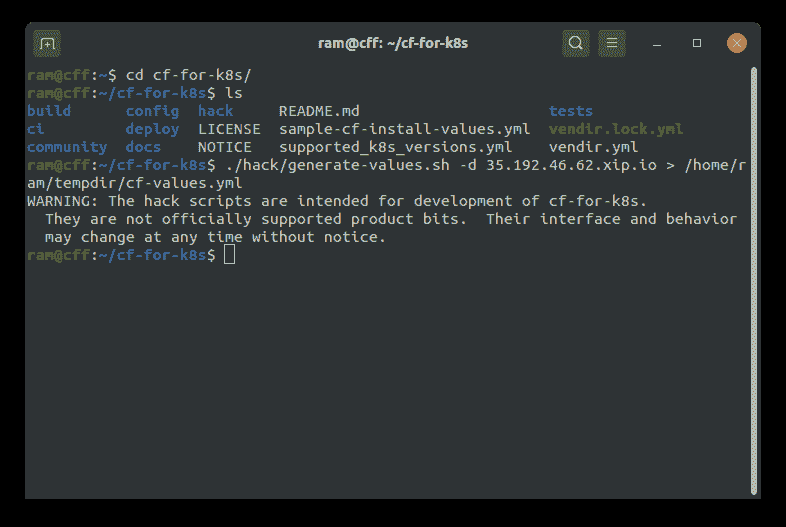 ram@cff: ~/cf-for-k8s
ram@cff:~$ cd cf-for-k8s/
ram@cff:~/cf-for-k8s$ ls
build config hack README.md tests
ci deploy LICENSE sample-cf-install-values.yml vendir.lock.yml
community docs NOTICE supported_k8s_versions.yml vendir.yml
ram@cff:~/cf-for-k8s$ ./hack/generate-values.sh -d 35.192.46.62.xip.io > /home/r
am/tempdir/cf-values.yml
WARNING: The hack scripts are intended for development of cf-for-k8s.
They are not officially supported product bits. Their interface and behavior
may change at any time without notice.
ram@cff:~/cf-for-k8s$